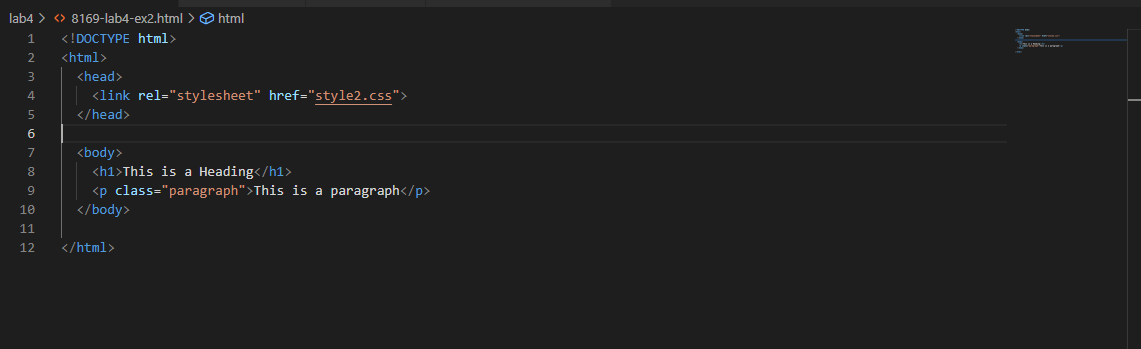 lab4 > <> 8169-lab4-ex2.html > html
1 <!DOCTYPE html>
2 <html>
3 <head>
4 <link rel="stylesheet" href="style2.css">
5 </head>
6
7 <body>
8 <h1>This is a Heading</h1>
9 <p class="paragraph">This is a paragraph</p>
10 </body>
11
12 </html>